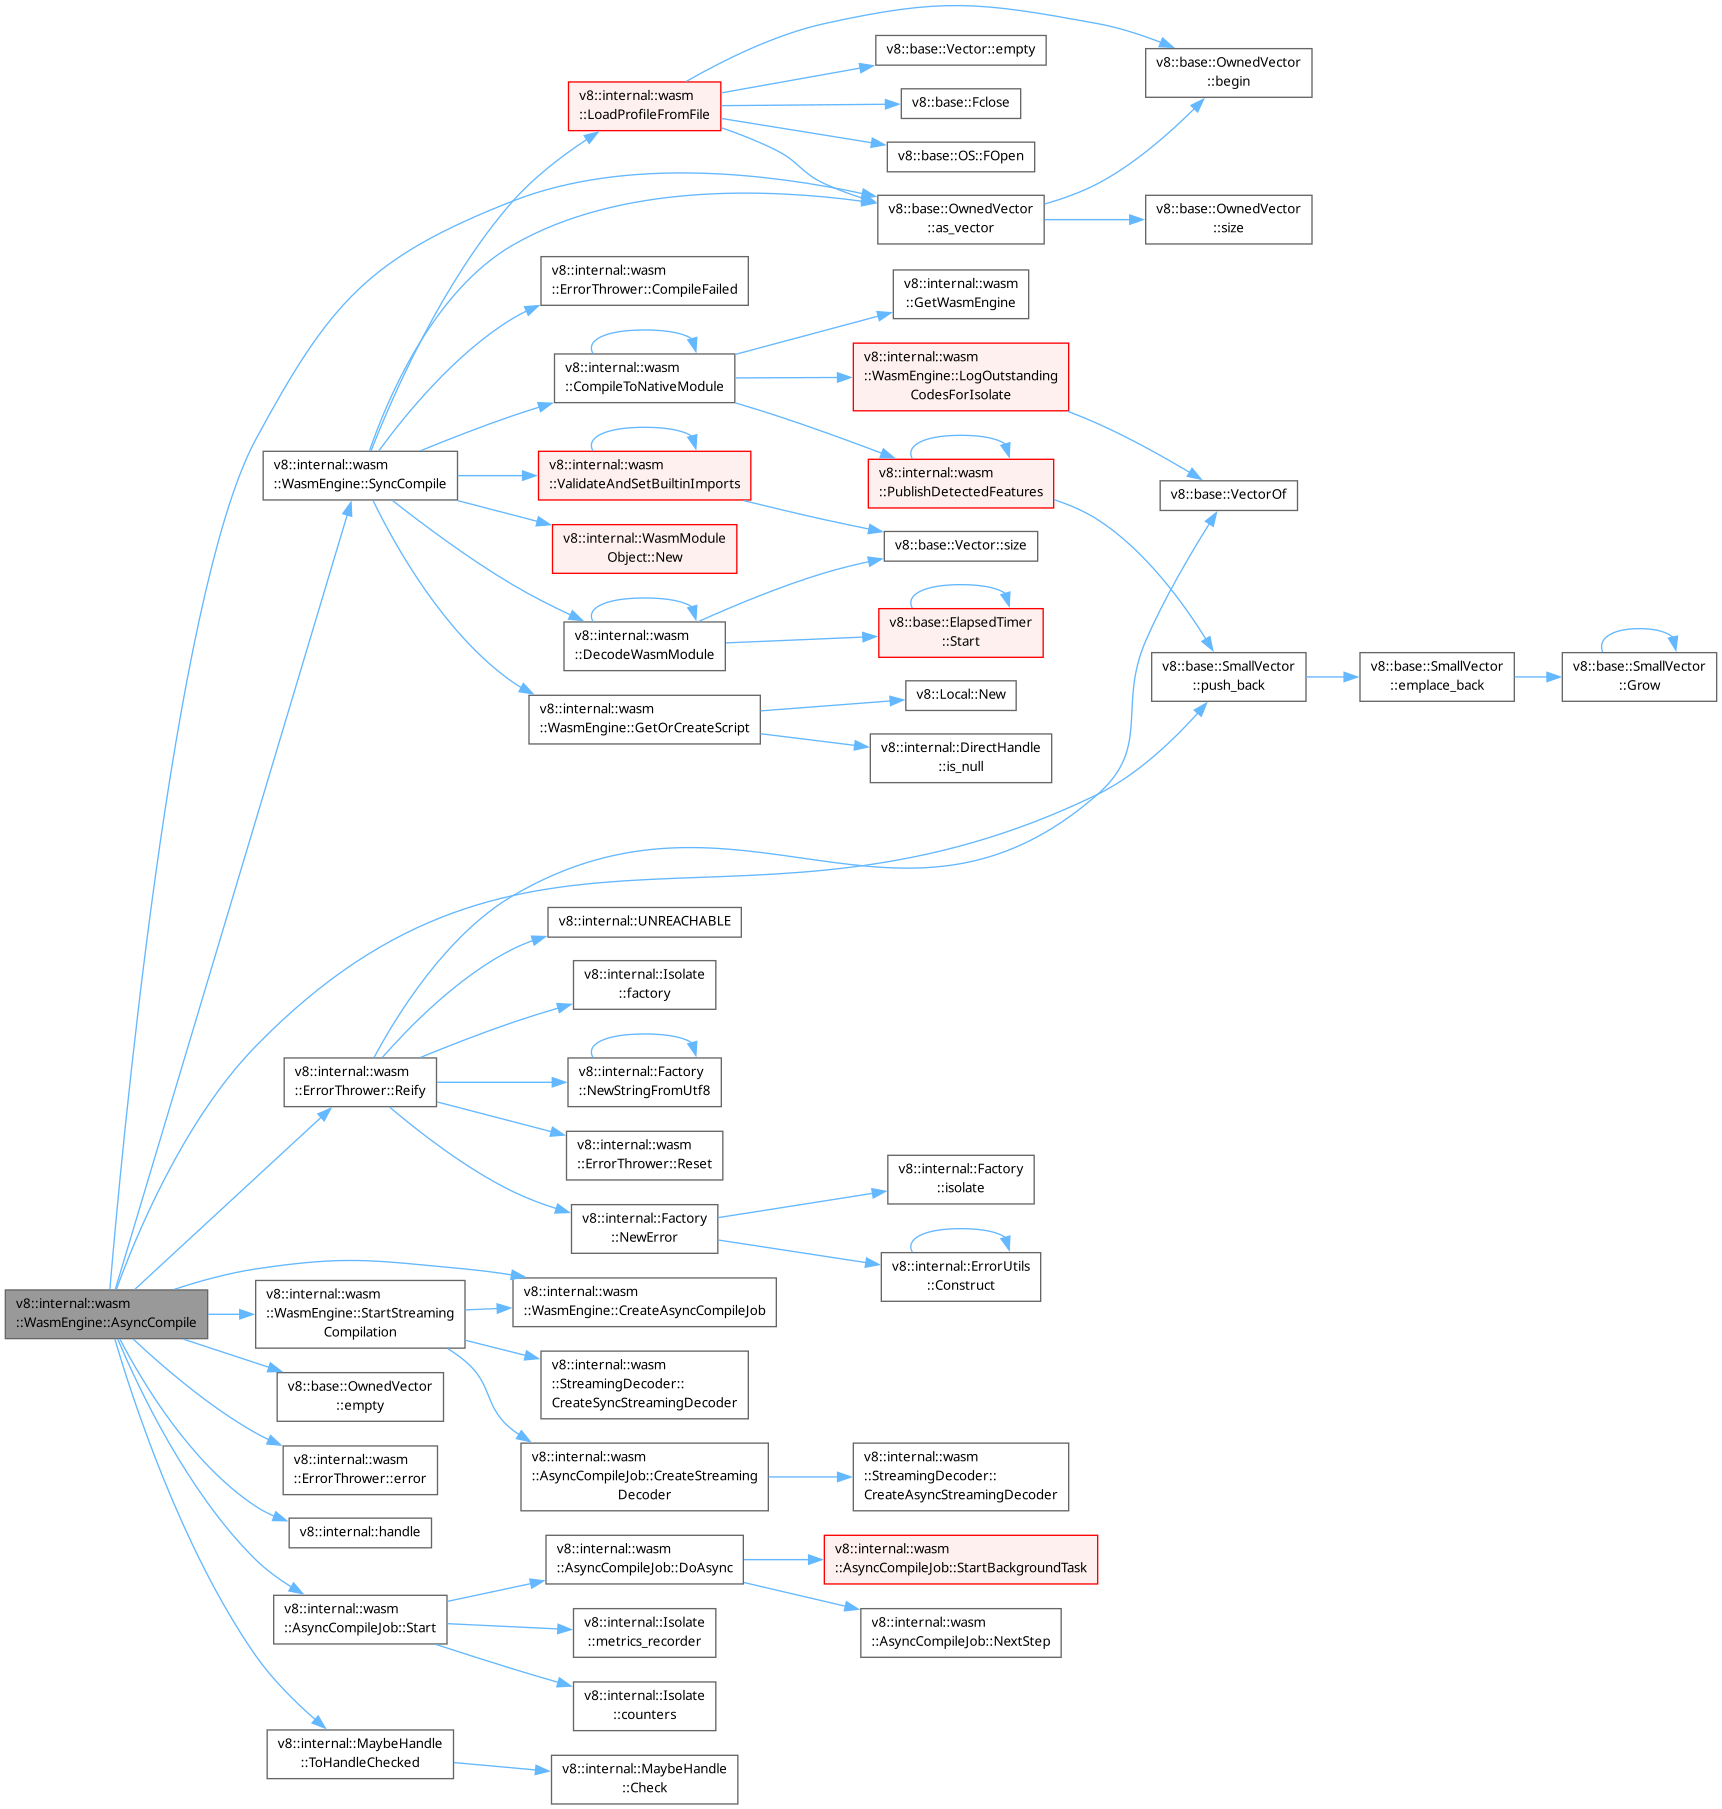 v8::base::OwnedVector
::begin
v8::base::Vector::empty
v8::internal::wasm
::LoadProfileFromFile
v8::base::Fclose
v8::base::OS::FOpen
v8::base::OwnedVector
::as_vector
v8::base::OwnedVector
::size
v8::internal::wasm
::ErrorThrower::CompileFailed
v8::internal::wasm
::GetWasmEngine
v8::internal::wasm
::CompileToNativeModule
v8::internal::wasm
::WasmEngine::LogOutstanding
CodesForIsolate
v8::internal::wasm
::WasmEngine::SyncCompile
v8::internal::wasm
::ValidateAndSetBuiltinImports
v8::internal::wasm
::PublishDetectedFeatures
v8::base::VectorOf
v8::internal::WasmModule
Object::New
v8::base::Vector::size
v8::internal::wasm
::DecodeWasmModule
v8::base::ElapsedTimer
::Start
v8::base::SmallVector
::push_back
v8::base::SmallVector
::emplace_back
v8::base::SmallVector
::Grow
v8::internal::wasm
::WasmEngine::GetOrCreateScript
v8::Local::New
v8::internal::DirectHandle
::is_null
v8::internal::UNREACHABLE
v8::internal::Isolate
::factory
v8::internal::wasm
::ErrorThrower::Reify
v8::internal::Factory
::NewStringFromUtf8
v8::internal::wasm
::ErrorThrower::Reset
v8::internal::Factory
::NewError
v8::internal::Factory
::isolate
v8::internal::ErrorUtils
::Construct
v8::internal::wasm
::WasmEngine::AsyncCompile
v8::internal::wasm
::WasmEngine::StartStreaming
Compilation
v8::internal::wasm
::WasmEngine::CreateAsyncCompileJob
v8::internal::wasm
::StreamingDecoder::
CreateSyncStreamingDecoder
v8::base::OwnedVector
::empty
v8::internal::wasm
::ErrorThrower::error
v8::internal::wasm
::AsyncCompileJob::CreateStreaming
Decoder
v8::internal::wasm
::StreamingDecoder::
CreateAsyncStreamingDecoder
v8::internal::handle
v8::internal::wasm
::AsyncCompileJob::DoAsync
v8::internal::wasm
::AsyncCompileJob::StartBackgroundTask
v8::internal::wasm
::AsyncCompileJob::Start
v8::internal::Isolate
::metrics_recorder
v8::internal::wasm
::AsyncCompileJob::NextStep
v8::internal::Isolate
::counters
v8::internal::MaybeHandle
::ToHandleChecked
v8::internal::MaybeHandle
::Check